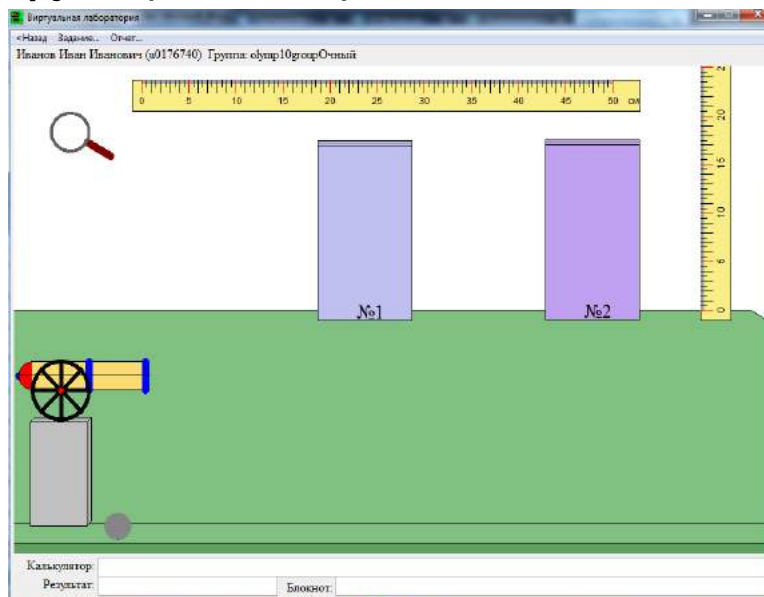 Виртуальная лаборатория
<Назад Задание... Отчет...
Иванов Иван Иванович (u0176740) Группа: olymp10groupОчный
0 5 10 15 20 25 30 35 40 45 50 см
20
15
10
5
0
№1
№2
Калькулятор:
Результат:
Блокнот: